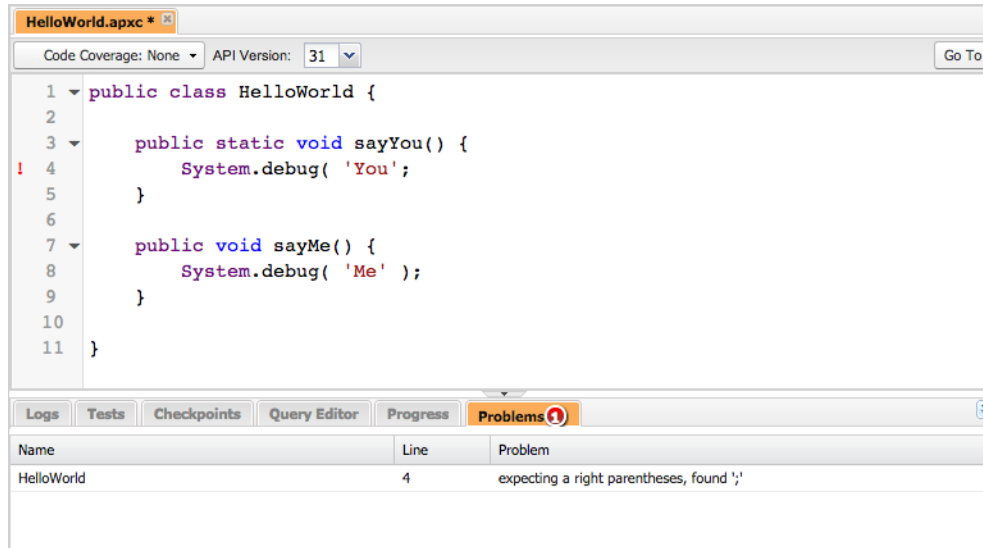 HelloWorld.apxc *
Code Coverage: None API Version: 31 Go To
1 public class HelloWorld {
2
3 public static void sayYou() {
! 4 System.debug( 'You';
5 }
6
7 public void sayMe() {
8 System.debug( 'Me' );
9 }
10
11 }
Logs Tests Checkpoints Query Editor Progress Problems 1
Name Line Problem
HelloWorld 4 expecting a right parentheses, found ';'